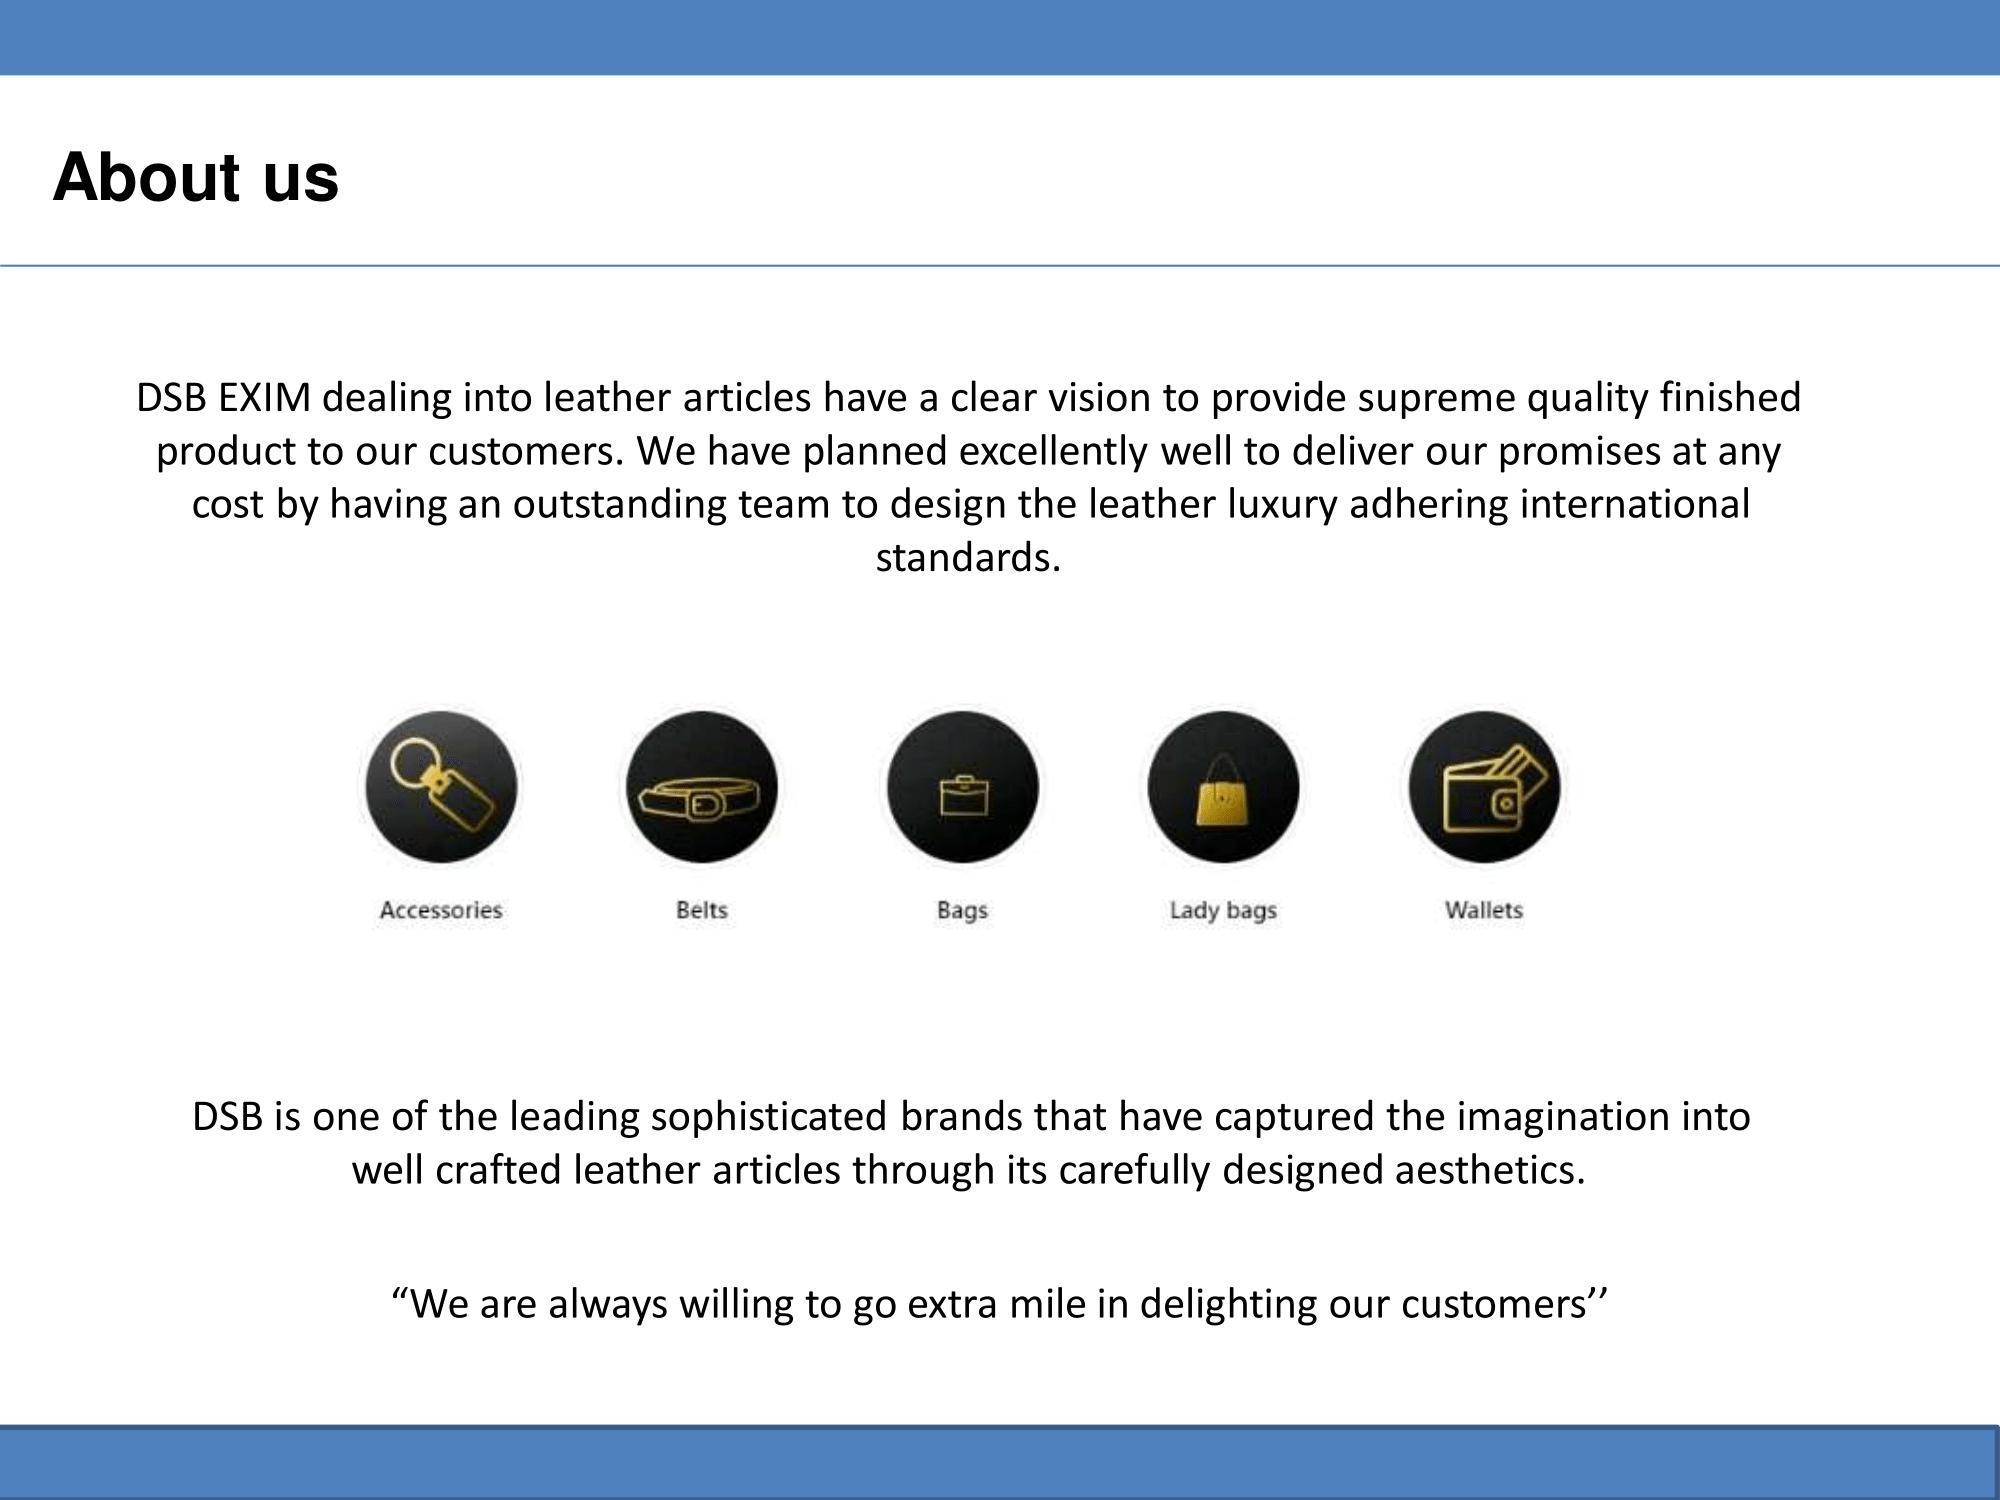 About us
DSB EXIM dealing into leather articles have a clear vision to provide supreme quality finished
product to our customers. We have planned excellently well to deliver our promises at any
cost by having an outstanding team to design the leather luxury adhering international
standards.
Accessories Belts Bags Lady bags Wallets
DSB is one of the leading sophisticated brands that have captured the imagination into
well crafted leather articles through its carefully designed aesthetics.
“We are always willing to go extra mile in delighting our customers’’